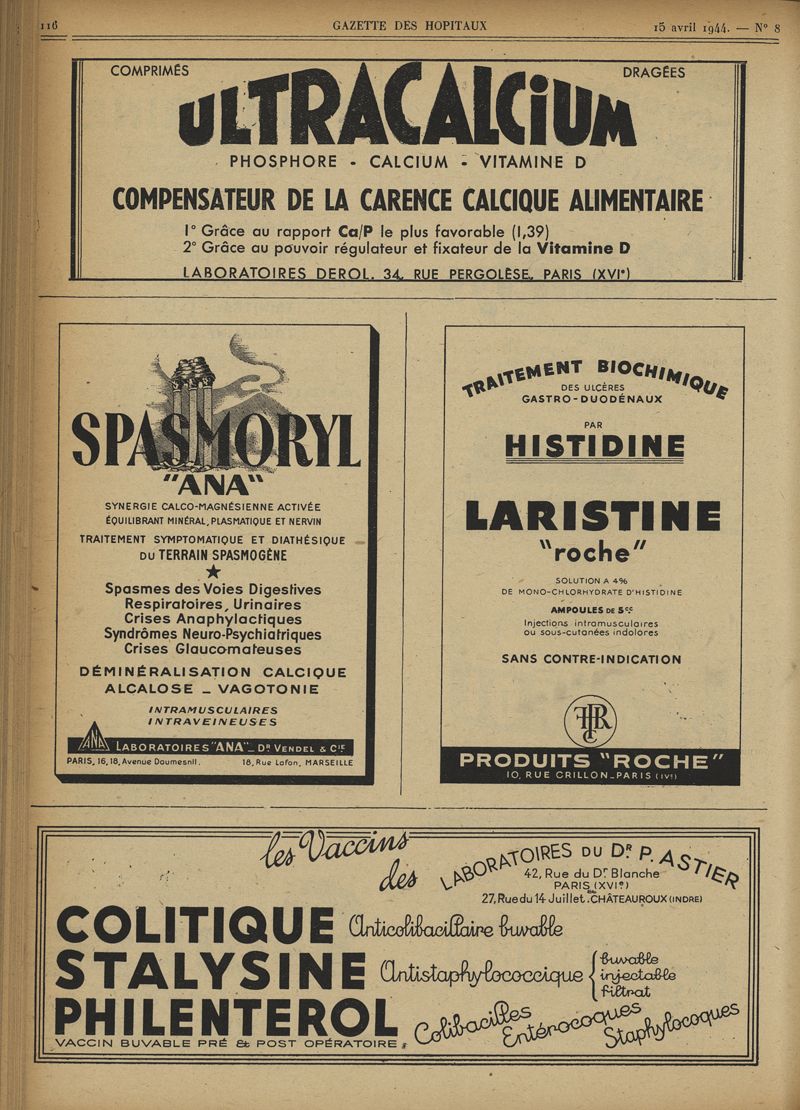 116
GAZETTE DES HOPITAUX
15 avril 1944. — N° 8
COMPRIMÉS
DRAGÉES
ULTRACALCiUM
PHOSPHORE - CALCIUM - VITAMINE D
COMPENSATEUR DE LA CARENCE CALCIQUE ALIMENTAIRE
1° Grâce au rapport Ca/P le plus favorable (1,39)
2° Grâce au pouvoir régulateur et fixateur de la Vitamine D
LABORATOIRES DEROL. 34, RUE PERGOLÈSE, PARIS (XVIe)
SPASMORYL
"ANA"
SYNERGIE CALCO-MAGNÉSIENNE ACTIVÉE
ÉQUILIBRANT MINÉRAL, PLASMATIQUE ET NERVIN
TRAITEMENT SYMPTOMATIQUE ET DIATHÉSIQUE
DU TERRAIN SPASMOGÈNE
★
Spasmes des Voies Digestives
Respiratoires, Urinaires
Crises Anaphylactiques
Syndrômes Neuro-Psychiatriques
Crises Glaucomateuses
DÉMINÉRALISATION CALCIQUE
ALCALOSE _ VAGOTONIE
INTRAMUSCULAIRES
INTRAVEINEUSES
ANA
LABORATOIRES "ANA"_ Dr VENDEL & Cie
PARIS, 16, 18, Avenue Daumesnil.
18, Rue Lafon, MARSEILLE
TRAITEMENT BIOCHIMIQUE
DES ULCÈRES
GASTRO-DUODÉNAUX
PAR
HISTIDINE
LARISTINE
"roche"
SOLUTION A 4%
DE MONO-CHLORHYDRATE D'HISTIDINE
AMPOULES DE 5cc
Injections intramusculaires
ou sous-cutanées indolores
SANS CONTRE-INDICATION
PRODUITS "ROCHE"
10, RUE CRILLON_PARIS (IVe)
les Vaccins
des
LABORATOIRES DU Dr P. ASTIER
42, Rue du Dr Blanche
PARIS (XVIe)
et
27, Rue du 14 Juillet, CHÂTEAUROUX (INDRE)
COLITIQUE Anticolibacillaire buvable
STALYSINE Antistaphylococcique { buvable
injectable
filtrat
PHILENTEROL Colibacilles
Entérocoques
Staphylocoques
VACCIN BUVABLE PRÉ & POST OPÉRATOIRE